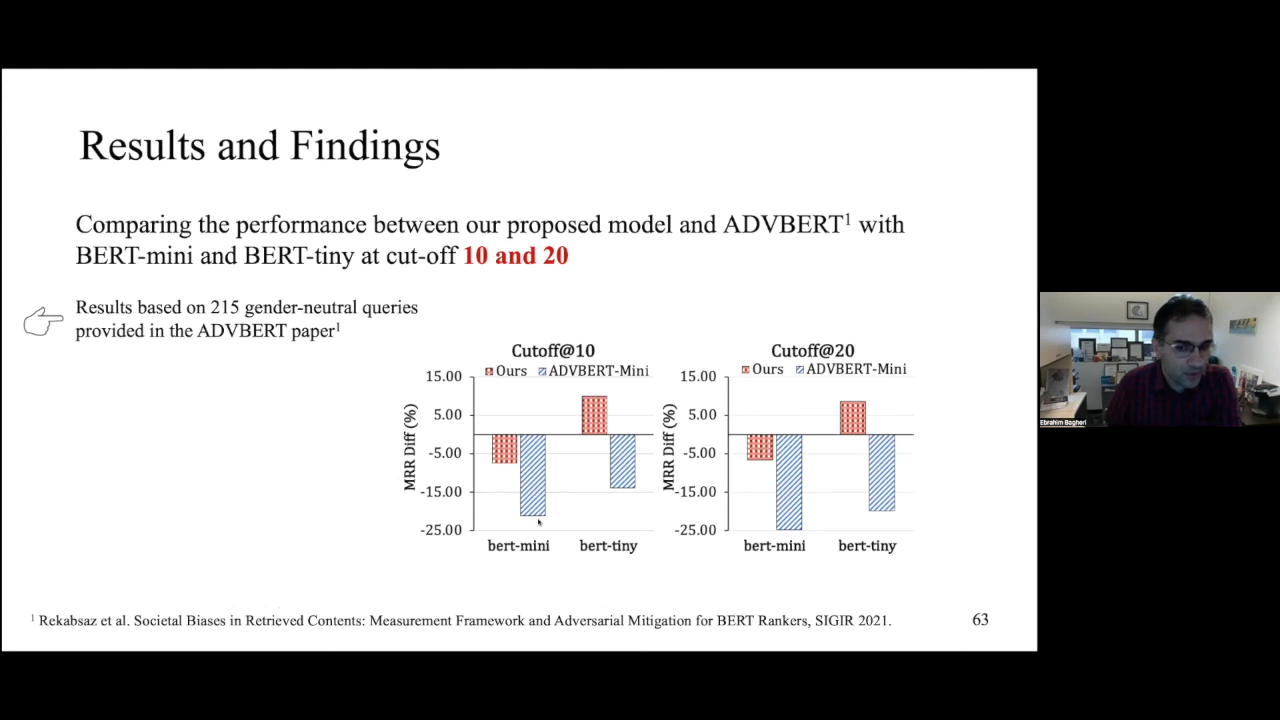 Results and Findings
Comparing the performance between our proposed model and ADVBERT¹ with
BERT-mini and BERT-tiny at cut-off 10 and 20
Results based on 215 gender-neutral queries
provided in the ADVBERT paper¹
Cutoff@10
Ours ADVBERT-Mini
15.00
5.00
-5.00
-15.00
-25.00
MRR Diff (%)
bert-mini bert-tiny
Cutoff@20
Ours ADVBERT-Mini
15.00
5.00
-5.00
-15.00
-25.00
MRR Diff (%)
bert-mini bert-tiny
¹ Rekabsaz et al. Societal Biases in Retrieved Contents: Measurement Framework and Adversarial Mitigation for BERT Rankers, SIGIR 2021.
63
Ebrahim Bagheri